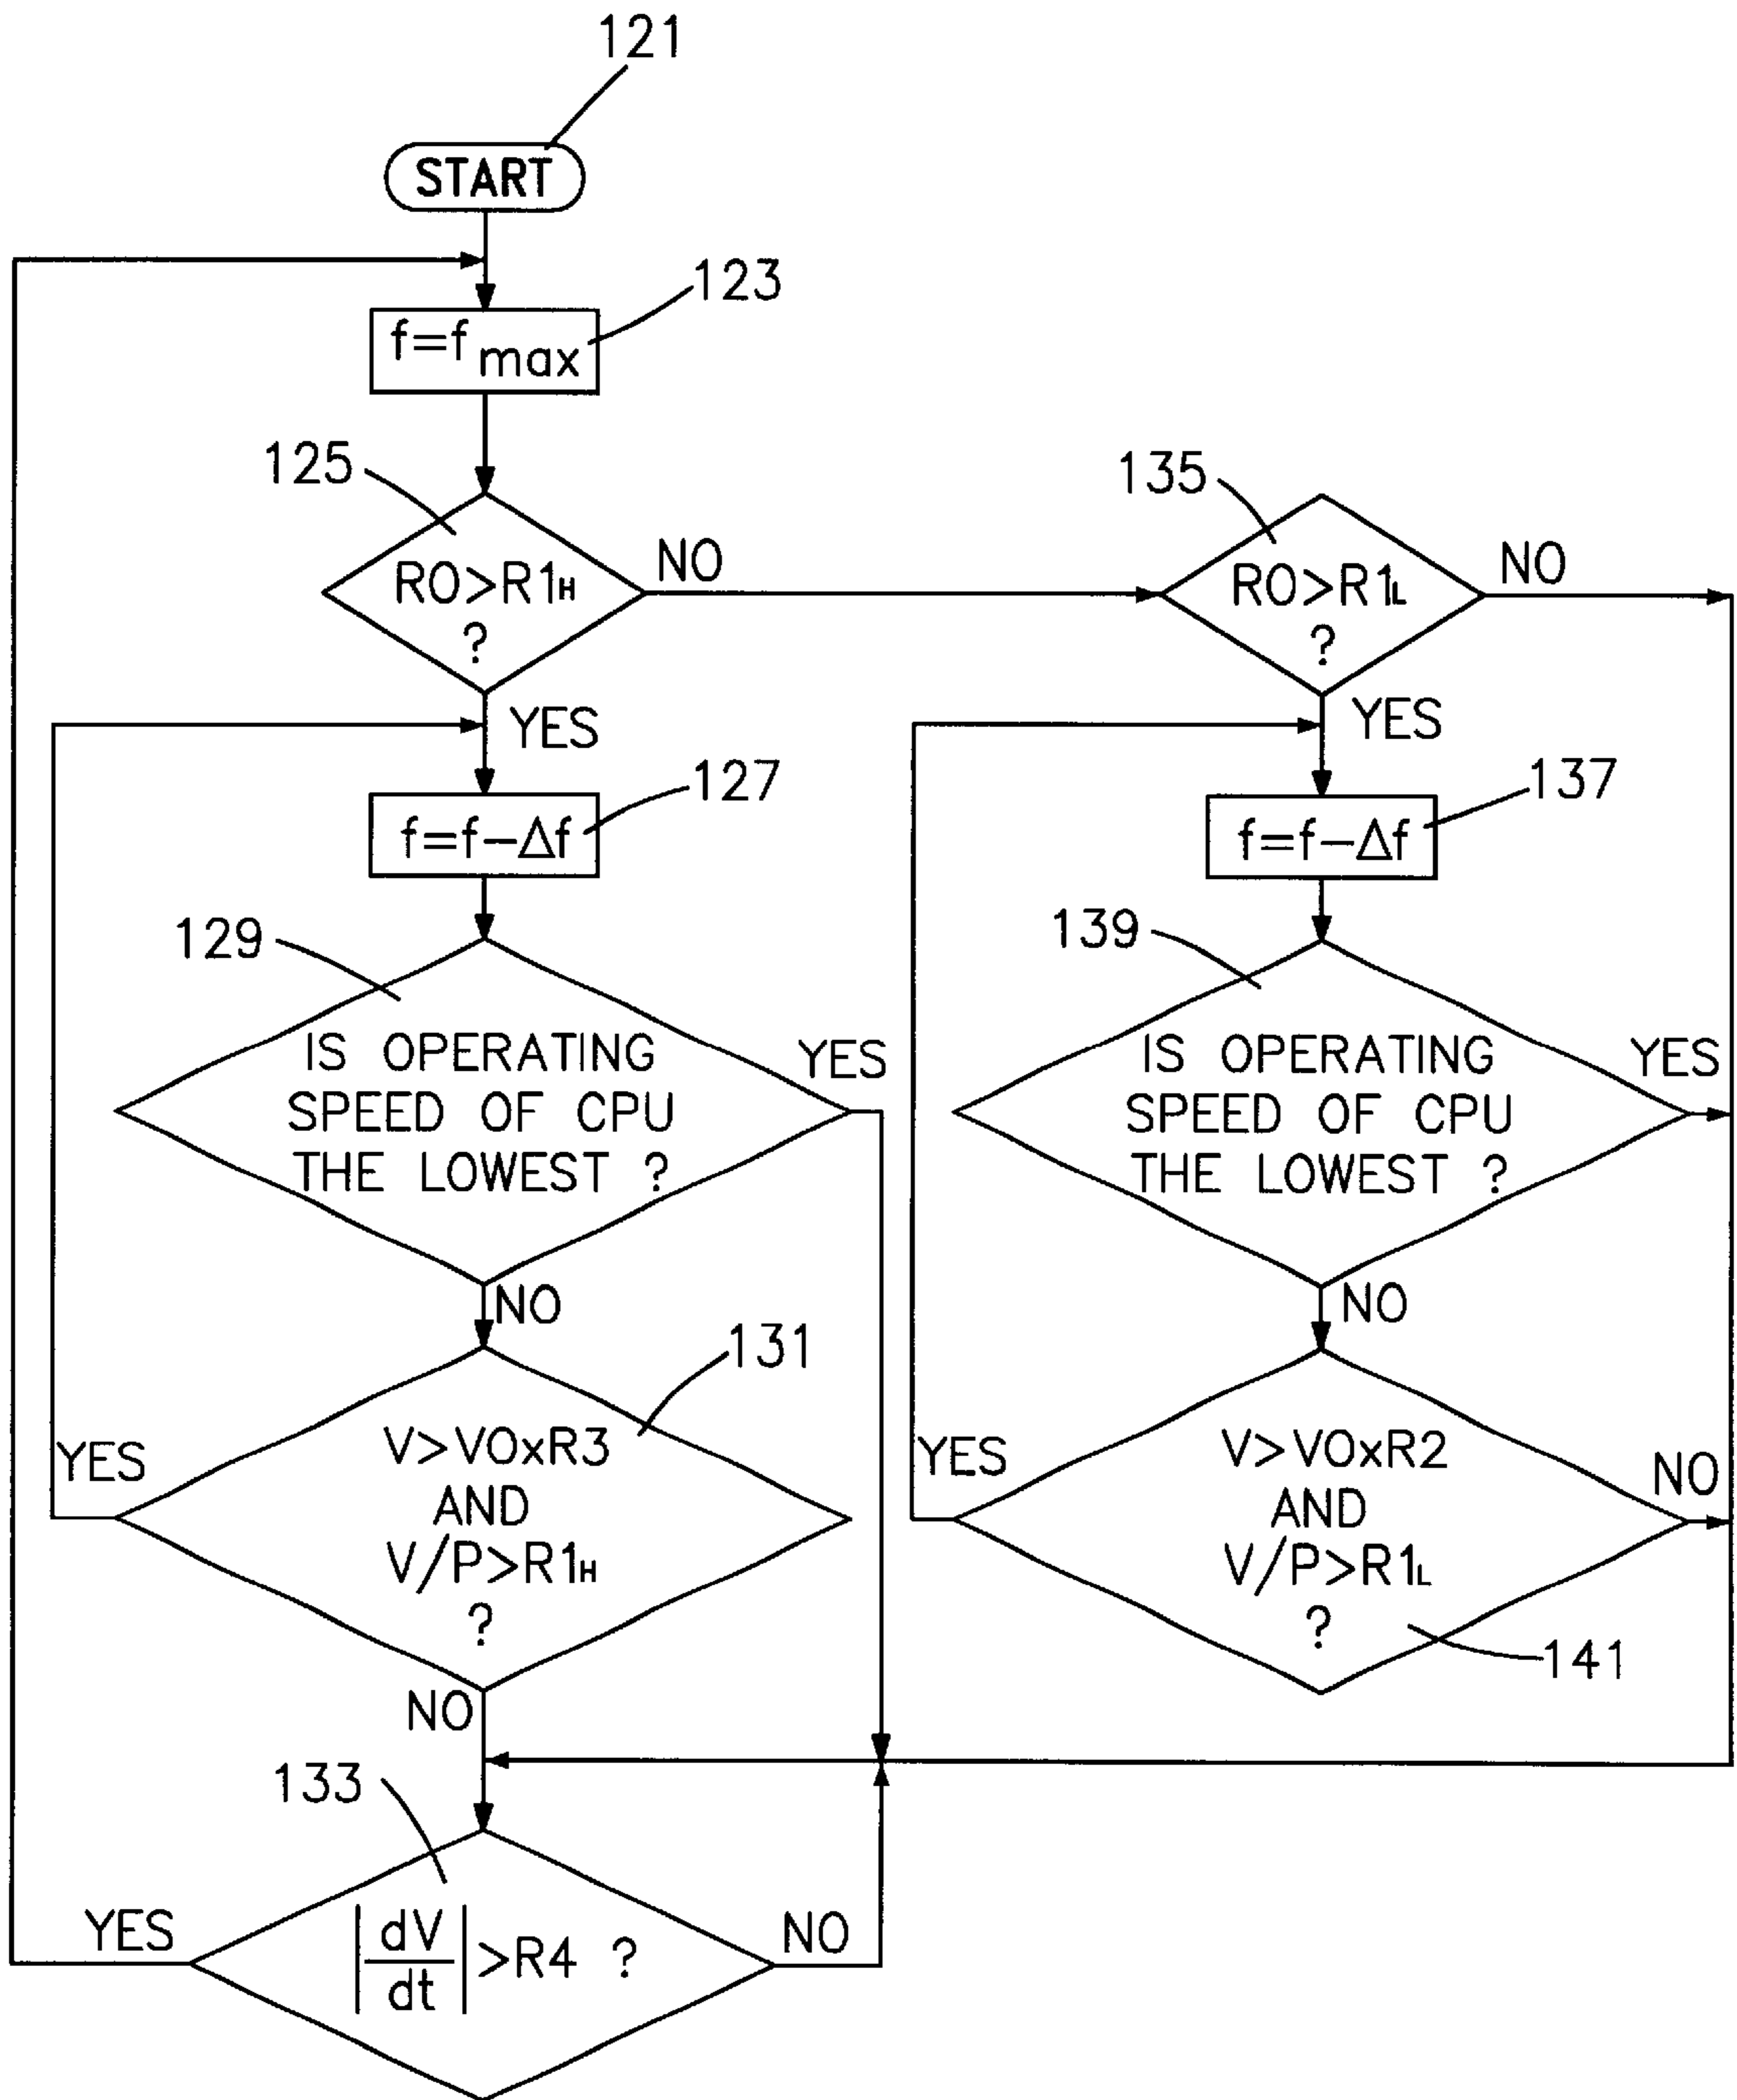 121
START
123
f=f max
125
RO>R1H
?
NO
135
RO>R1L
?
NO
YES
YES
127
f=f-Δf
137
f=f-Δf
129
IS OPERATING
SPEED OF CPU
THE LOWEST ?
YES
139
IS OPERATING
SPEED OF CPU
THE LOWEST ?
YES
NO
NO
131
YES
V>VOxR3
AND
V/P>R1H
?
YES
V>VOxR2
AND
V/P>R1L
?
NO
141
NO
133
YES
|dV/dt|>R4 ?
NO